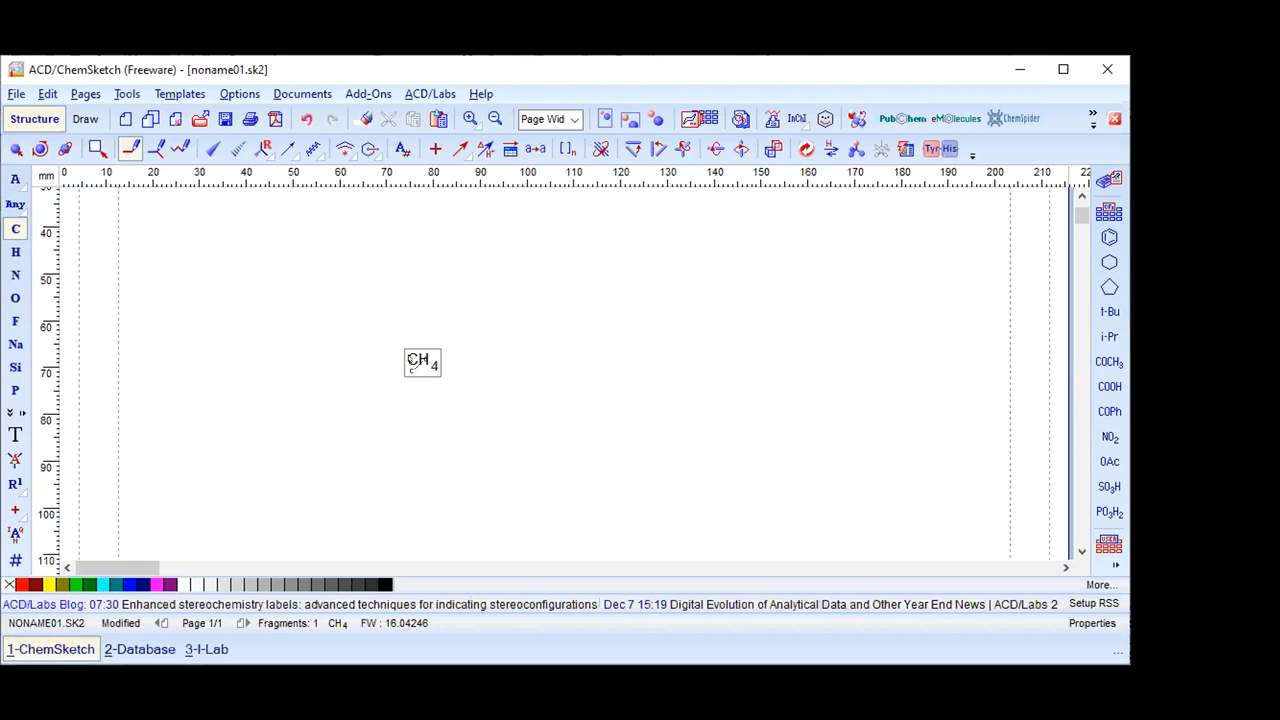 ACD/ChemSketch (Freeware) - [noname01.sk2]
File Edit Pages Tools Templates Options Documents Add-Ons ACD/Labs Help
Structure Draw Page Wid InChI PubChem eMolecules ChemSpider
Tyr His
mm 0 10 20 30 40 50 60 70 80 90 100 110 120 130 140 150 160 170 180 190 200 210 22
A
Any
C
H
N
O
F
Na
Si
P
T
R¹
#
40
50
60
70
80
90
100
110
CH₄
t-Bu
i-Pr
COCH₃
COOH
COPh
NO₂
OAc
SO₃H
PO₃H₂
More...
ACD/Labs Blog: 07:30 Enhanced stereochemistry labels: advanced techniques for indicating stereoconfigurations Dec 7 15:19 Digital Evolution of Analytical Data and Other Year End News | ACD/Labs 2 Setup RSS
NONAME01.SK2 Modified Page 1/1 Fragments: 1 CH₄ FW : 16.04246 Properties
1-ChemSketch 2-Database 3-I-Lab ...